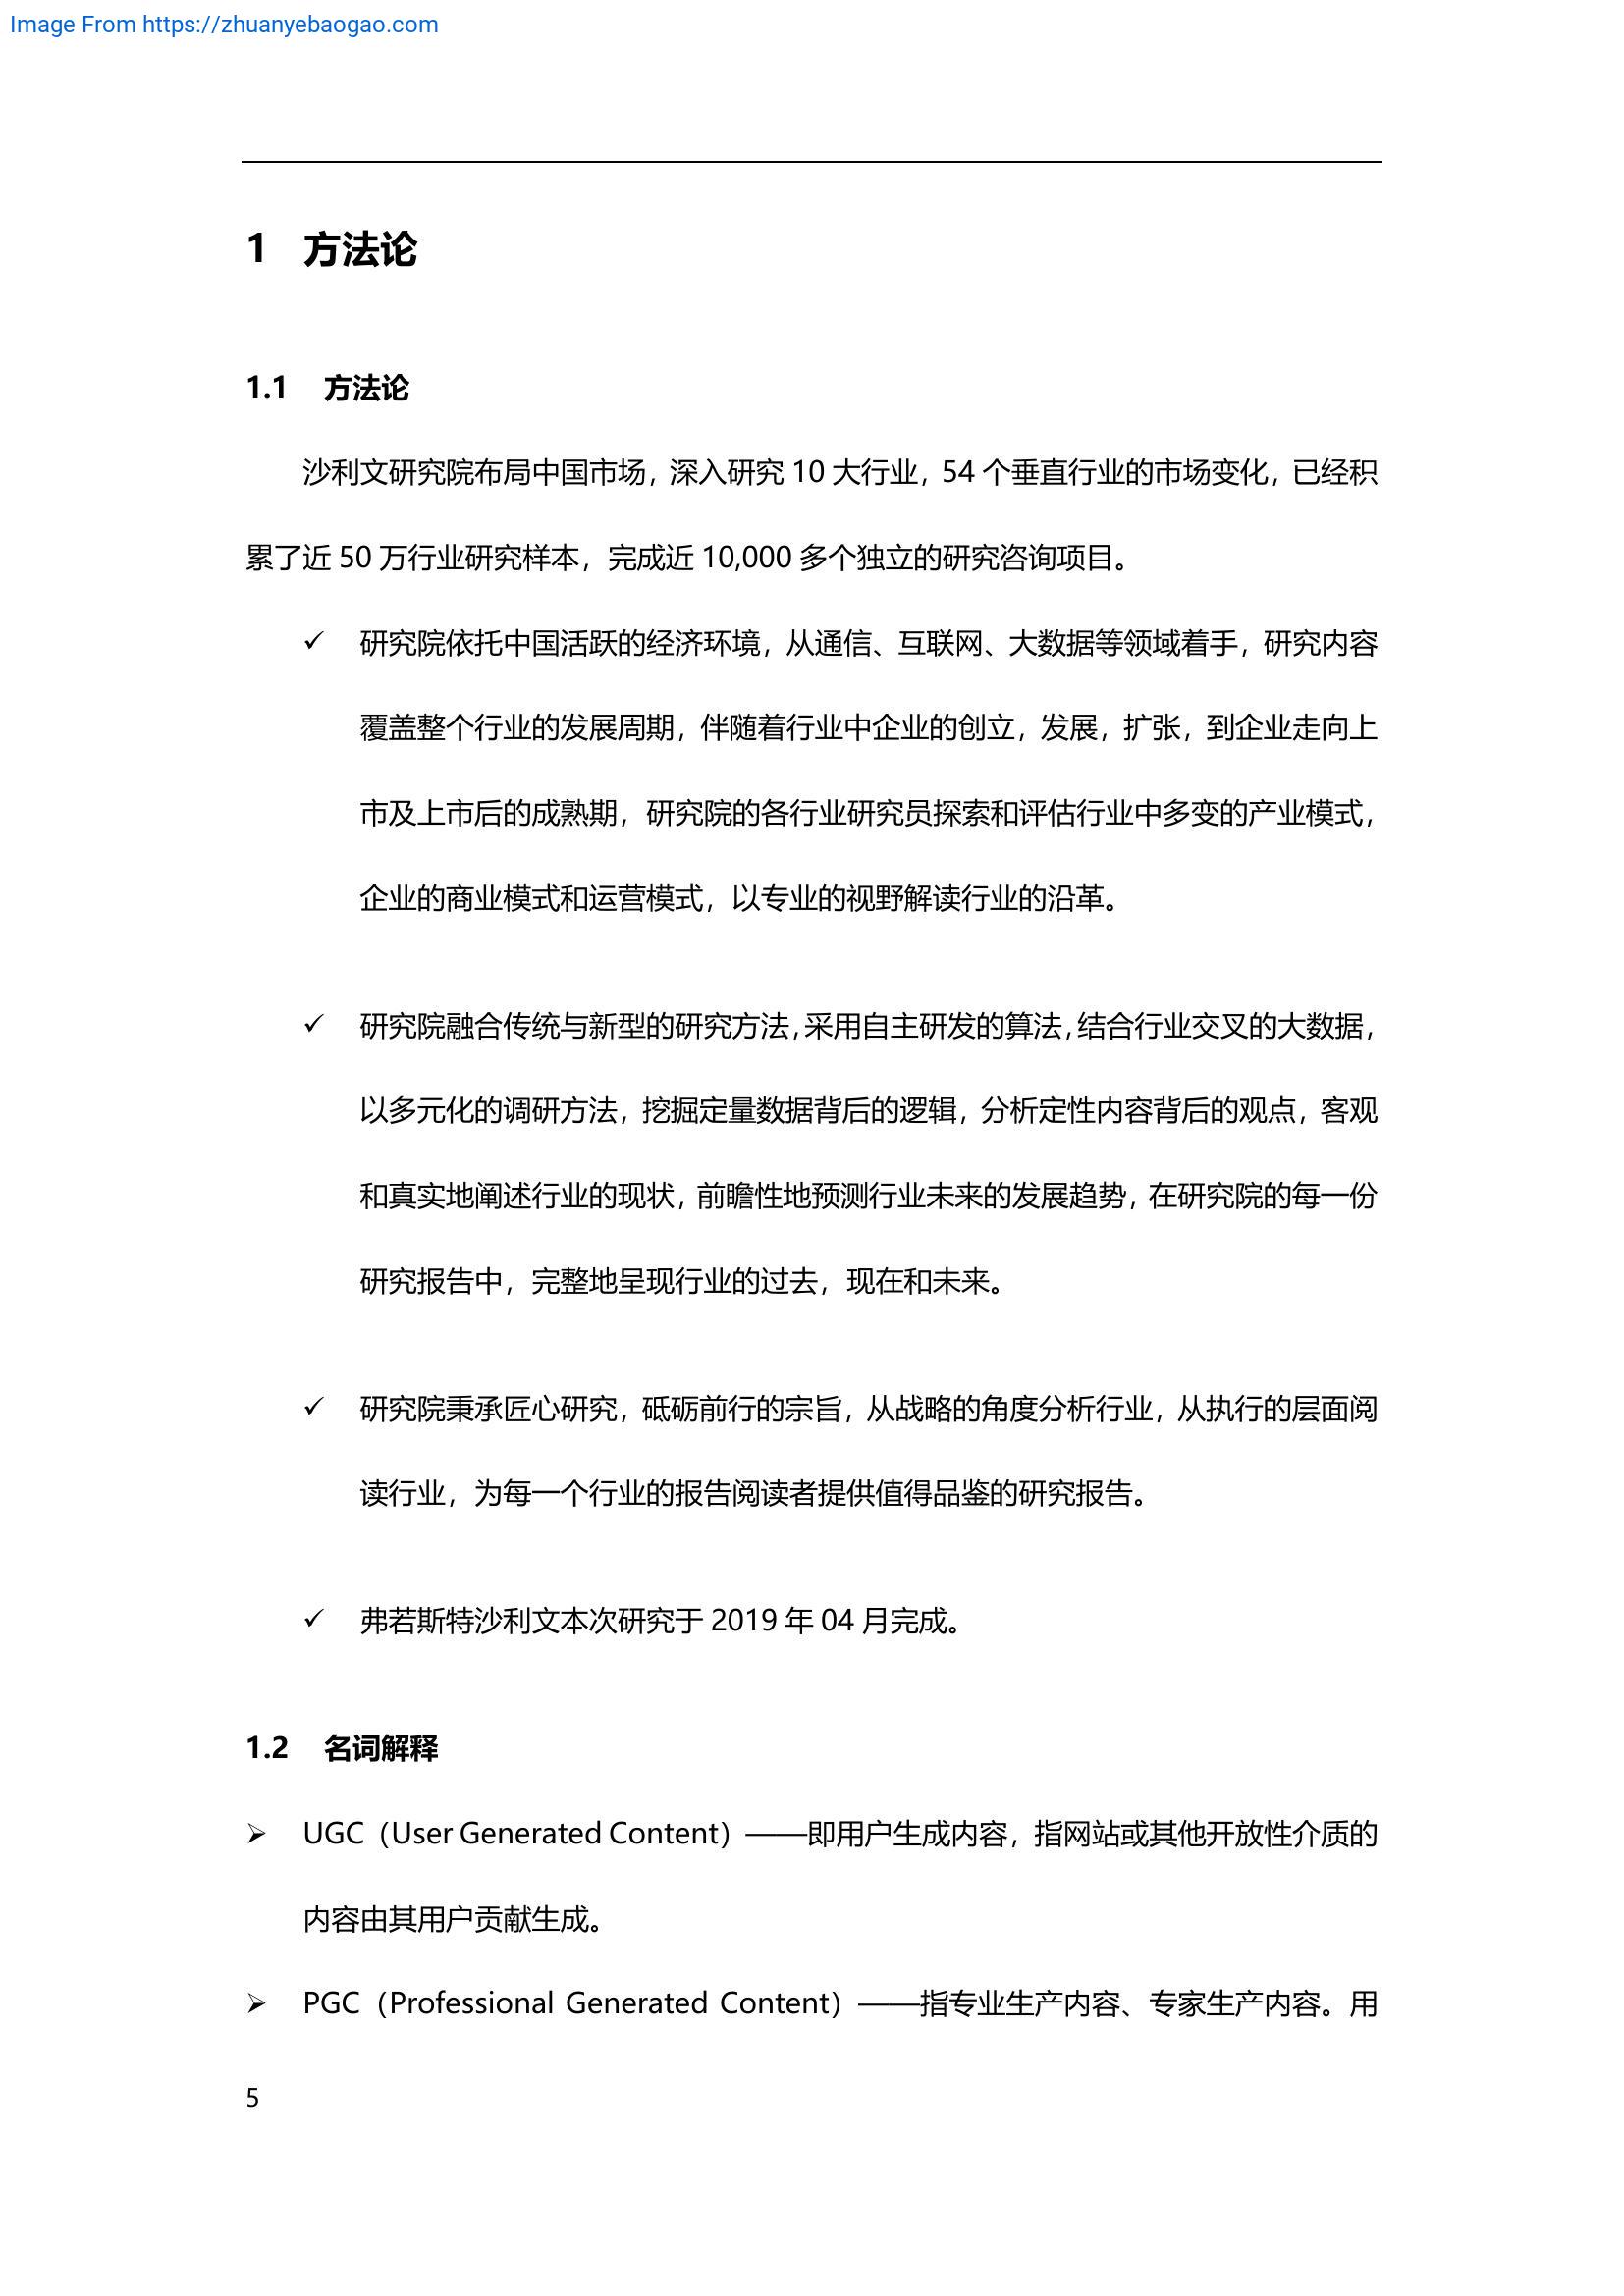 Image From https://zhuanyebaogao.com
1 方法论
1.1 方法论
沙利文研究院布局中国市场，深入研究 10 大行业，54 个垂直行业的市场变化，已经积
累了近 50 万行业研究样本，完成近 10,000 多个独立的研究咨询项目。
✓ 研究院依托中国活跃的经济环境，从通信、互联网、大数据等领域着手，研究内容
覆盖整个行业的发展周期，伴随着行业中企业的创立，发展，扩张，到企业走向上
市及上市后的成熟期，研究院的各行业研究员探索和评估行业中多变的产业模式，
企业的商业模式和运营模式，以专业的视野解读行业的沿革。
✓ 研究院融合传统与新型的研究方法，采用自主研发的算法，结合行业交叉的大数据，
以多元化的调研方法，挖掘定量数据背后的逻辑，分析定性内容背后的观点，客观
和真实地阐述行业的现状，前瞻性地预测行业未来的发展趋势，在研究院的每一份
研究报告中，完整地呈现行业的过去，现在和未来。
✓ 研究院秉承匠心研究，砥砺前行的宗旨，从战略的角度分析行业，从执行的层面阅
读行业，为每一个行业的报告阅读者提供值得品鉴的研究报告。
✓ 弗若斯特沙利文本次研究于 2019 年 04 月完成。
1.2 名词解释
➢ UGC（User Generated Content）——即用户生成内容，指网站或其他开放性介质的
内容由其用户贡献生成。
➢ PGC（Professional Generated Content）——指专业生产内容、专家生产内容。用
5